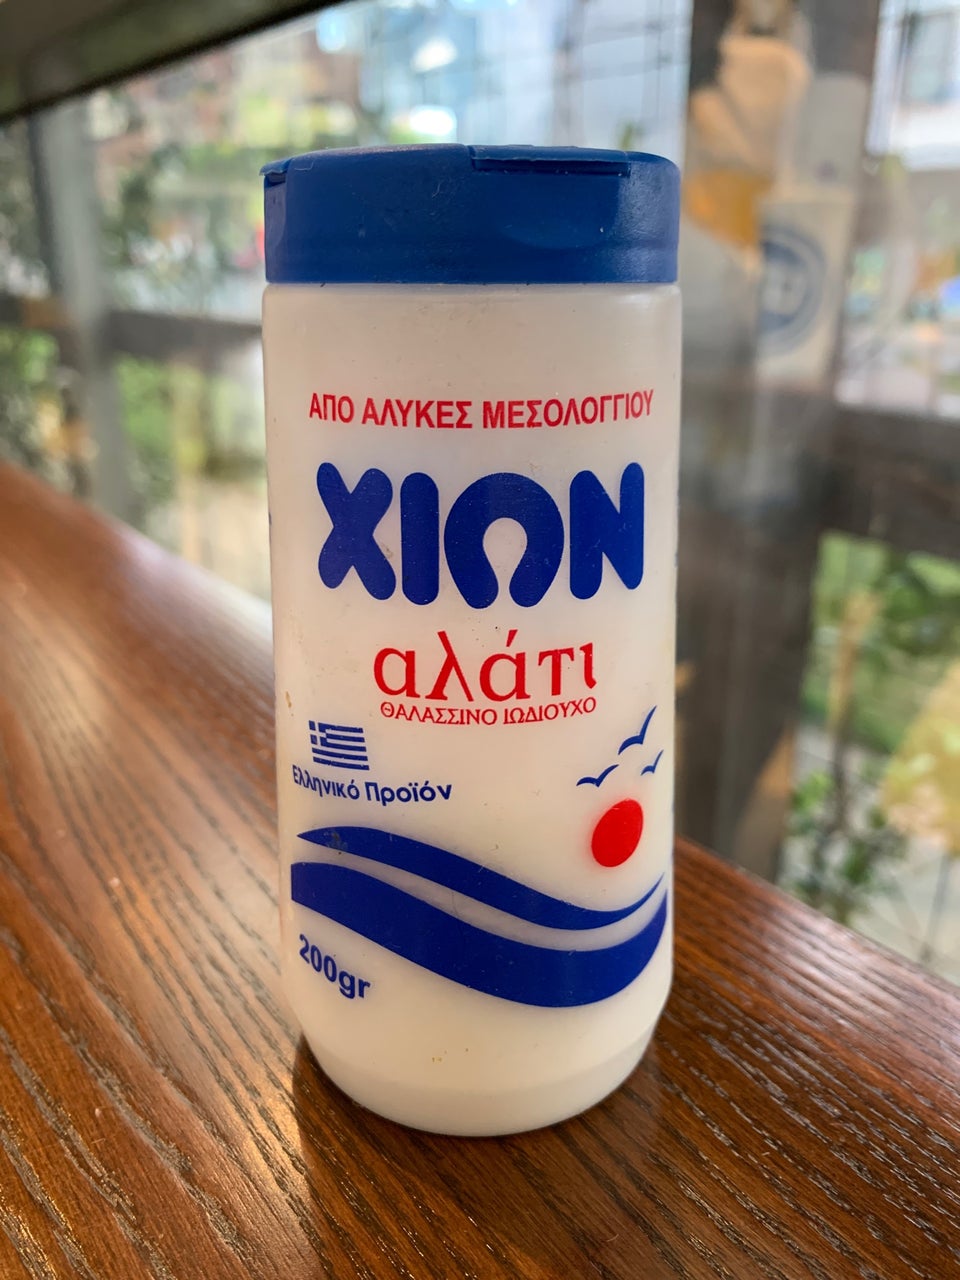 ΑΠΟ ΑΛΥΚΕΣ ΜΕΣΟΛΟΓΓΙΟΥ
ΧΙΩΝ
αλάτι
ΘΑΛΑΣΣΙΝΟ ΙΩΔΙΟΥΧΟ
Ελληνικό Προϊόν
200gr